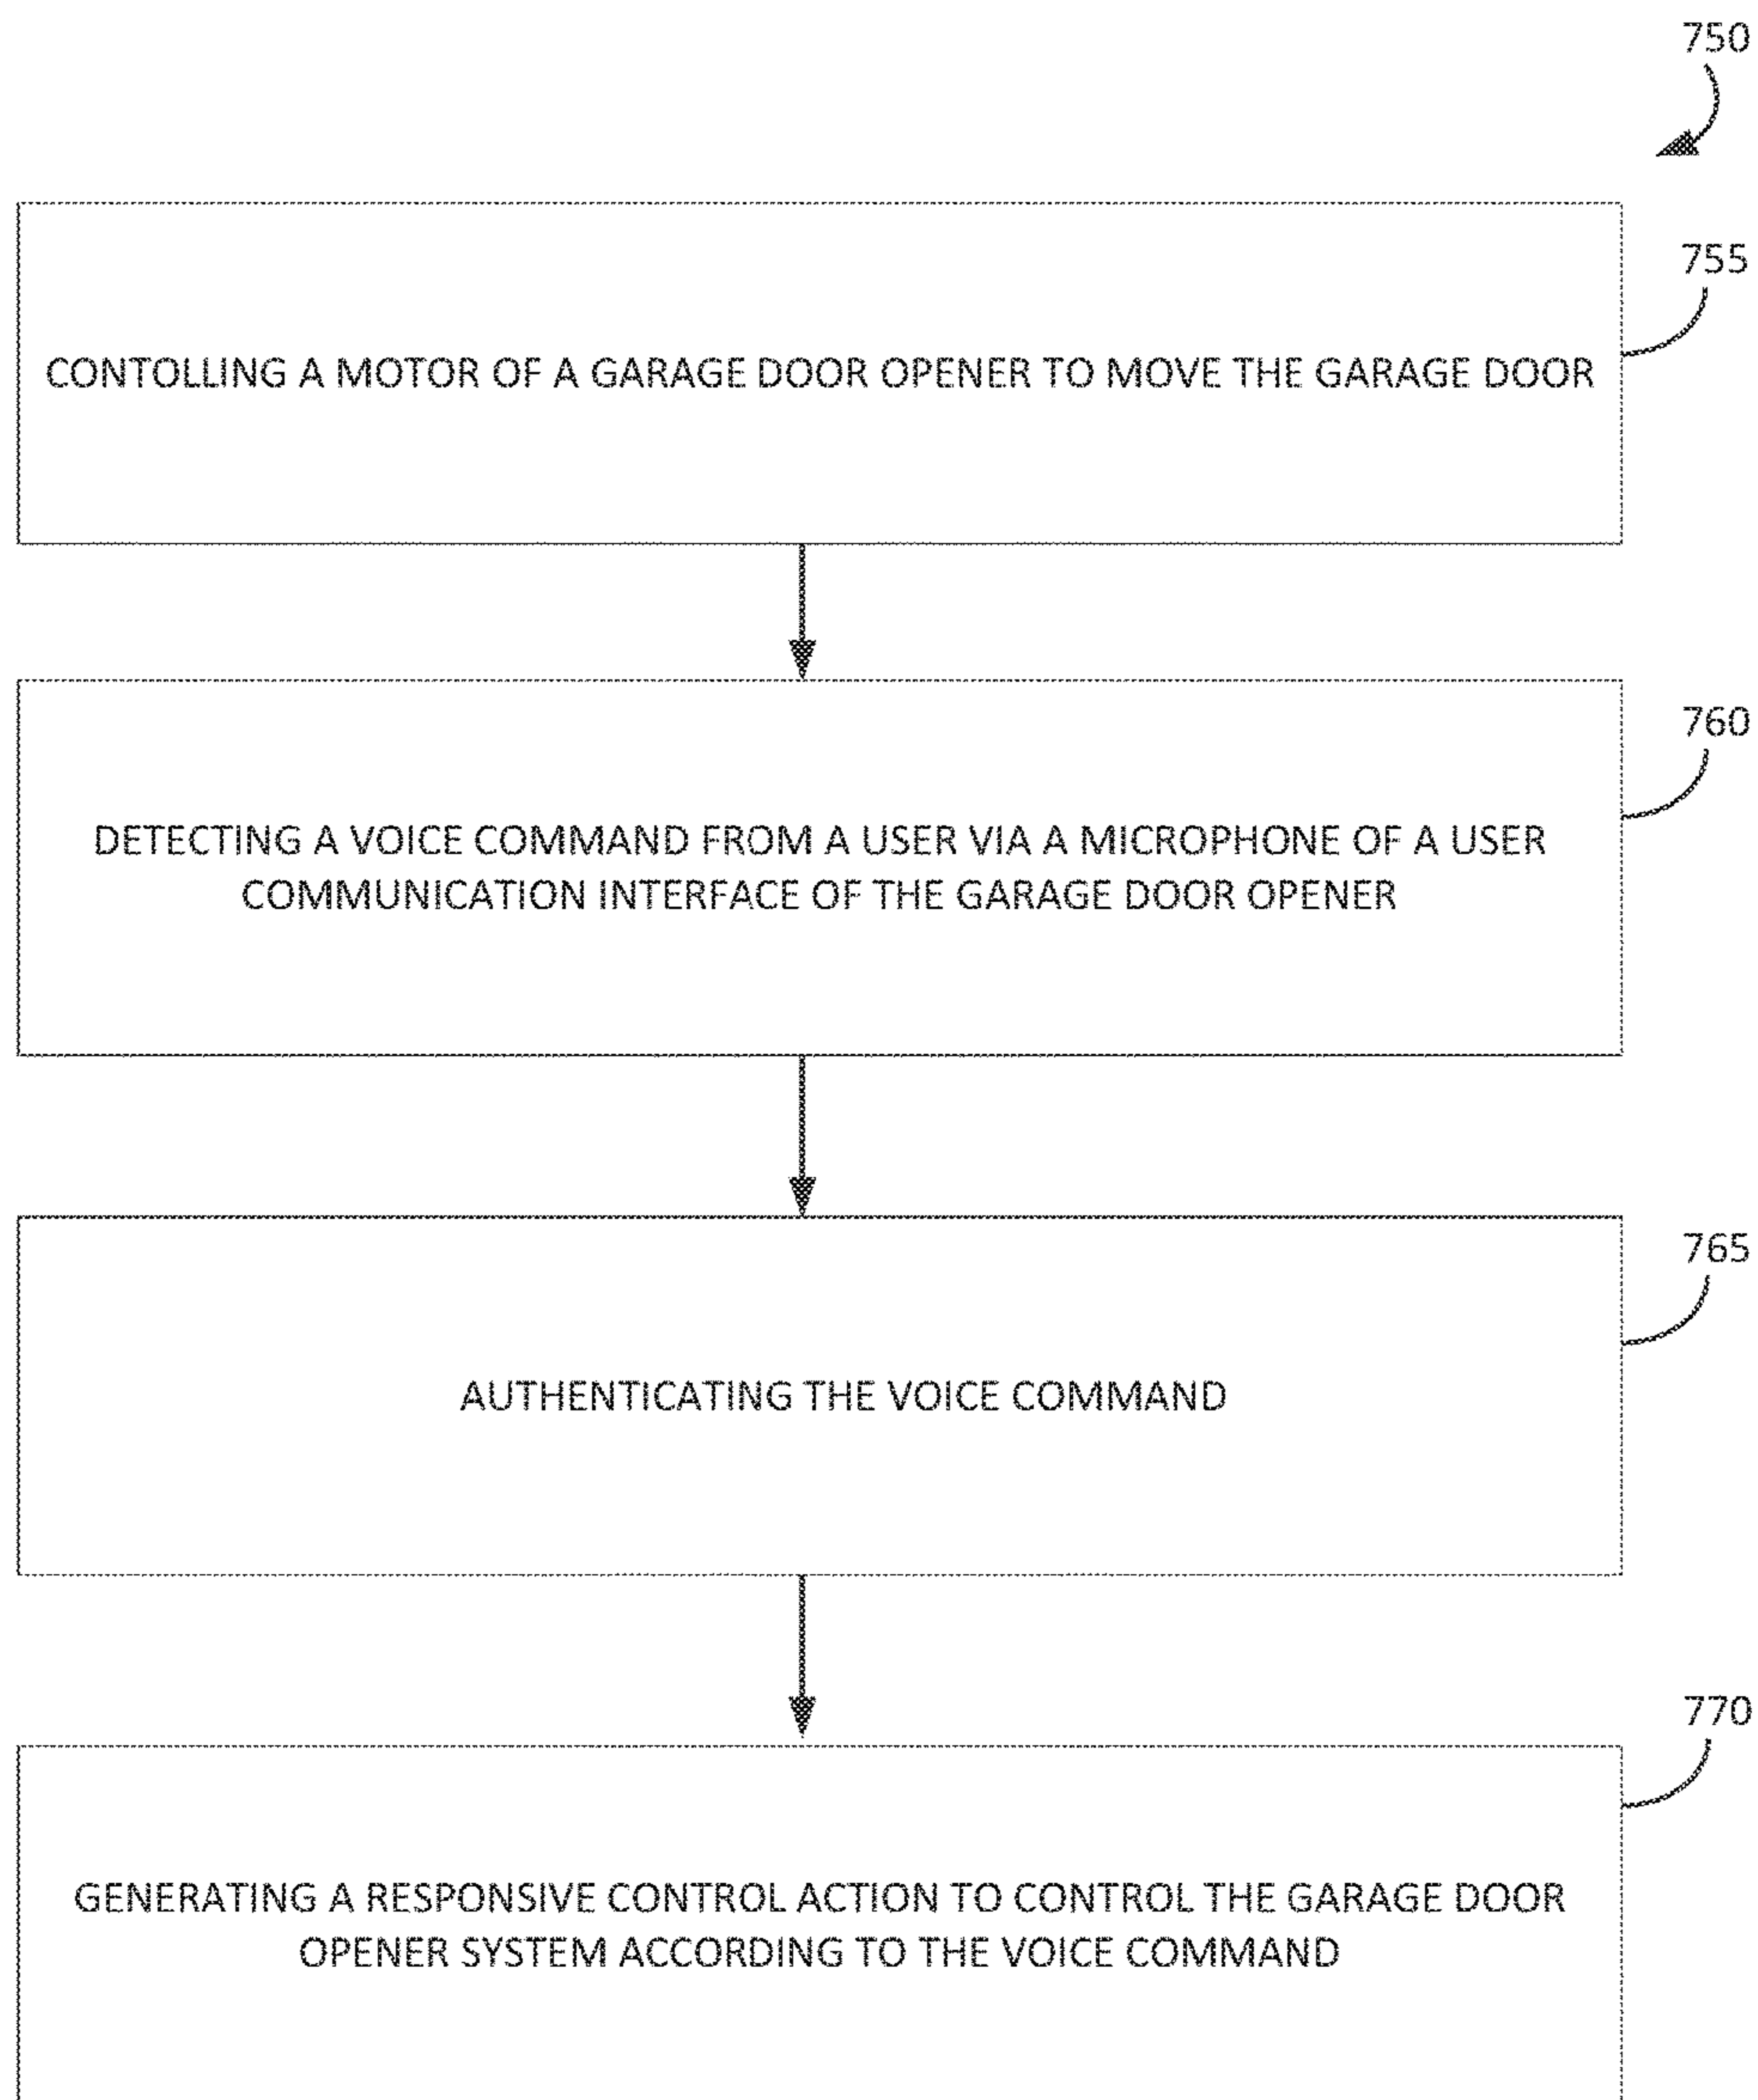 750
755
CONTOLLING A MOTOR OF A GARAGE DOOR OPENER TO MOVE THE GARAGE DOOR
760
DETECTING A VOICE COMMAND FROM A USER VIA A MICROPHONE OF A USER
COMMUNICATION INTERFACE OF THE GARAGE DOOR OPENER
765
AUTHENTICATING THE VOICE COMMAND
770
GENERATING A RESPONSIVE CONTROL ACTION TO CONTROL THE GARAGE DOOR
OPENER SYSTEM ACCORDING TO THE VOICE COMMAND